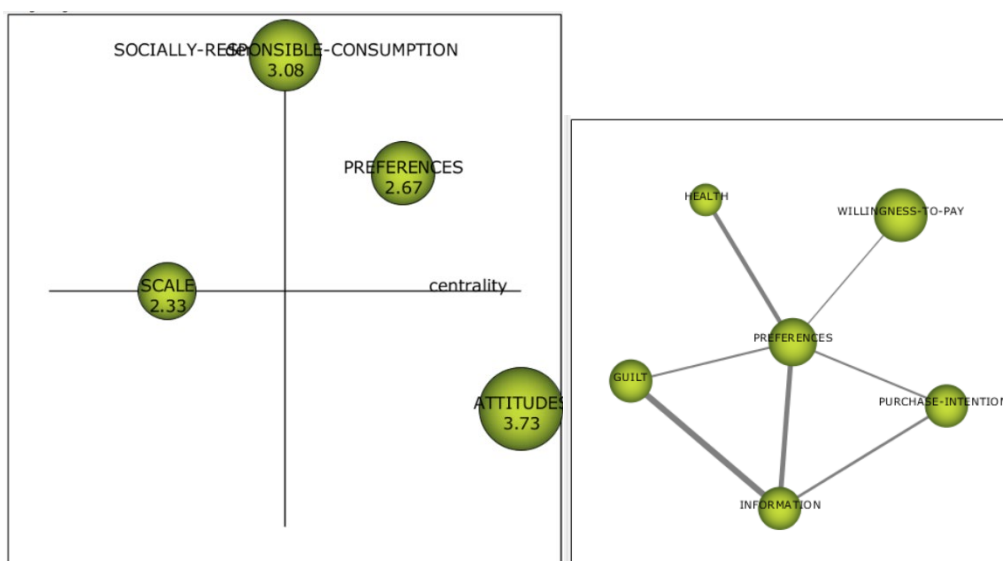 SOCIALLY-RESPONSIBLE-CONSUMPTION
3.08
PREFERENCES
2.67
SCALE
2.33
centrality
ATTITUDES
3.73
HEALTH
WILLINGNESS-TO-PAY
PREFERENCES
GUILT
PURCHASE-INTENTION
INFORMATION